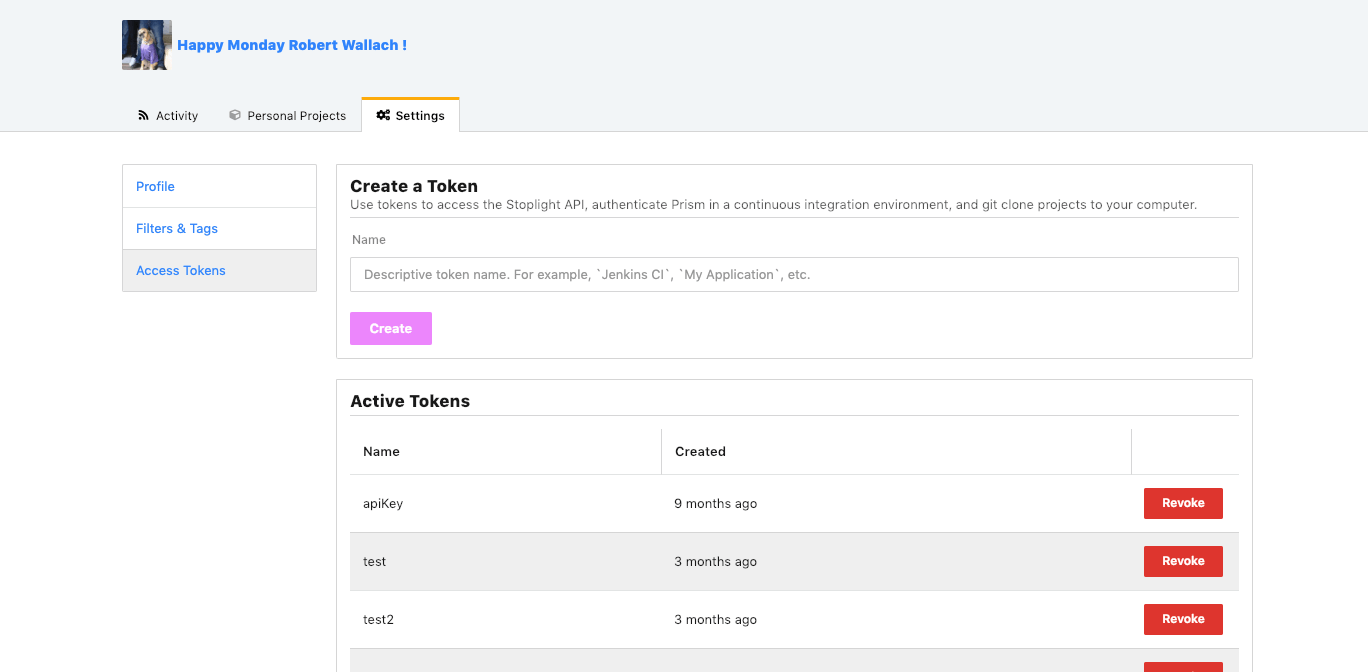 Happy Monday Robert Wallach !
Activity
Personal Projects
Settings
Profile
Filters & Tags
Access Tokens
Create a Token
Use tokens to access the Stoplight API, authenticate Prism in a continuous integration environment, and git clone projects to your computer.
Name
Descriptive token name. For example, `Jenkins CI`, `My Application`, etc.
Create
Active Tokens
Name Created
apiKey 9 months ago Revoke
test 3 months ago Revoke
test2 3 months ago Revoke